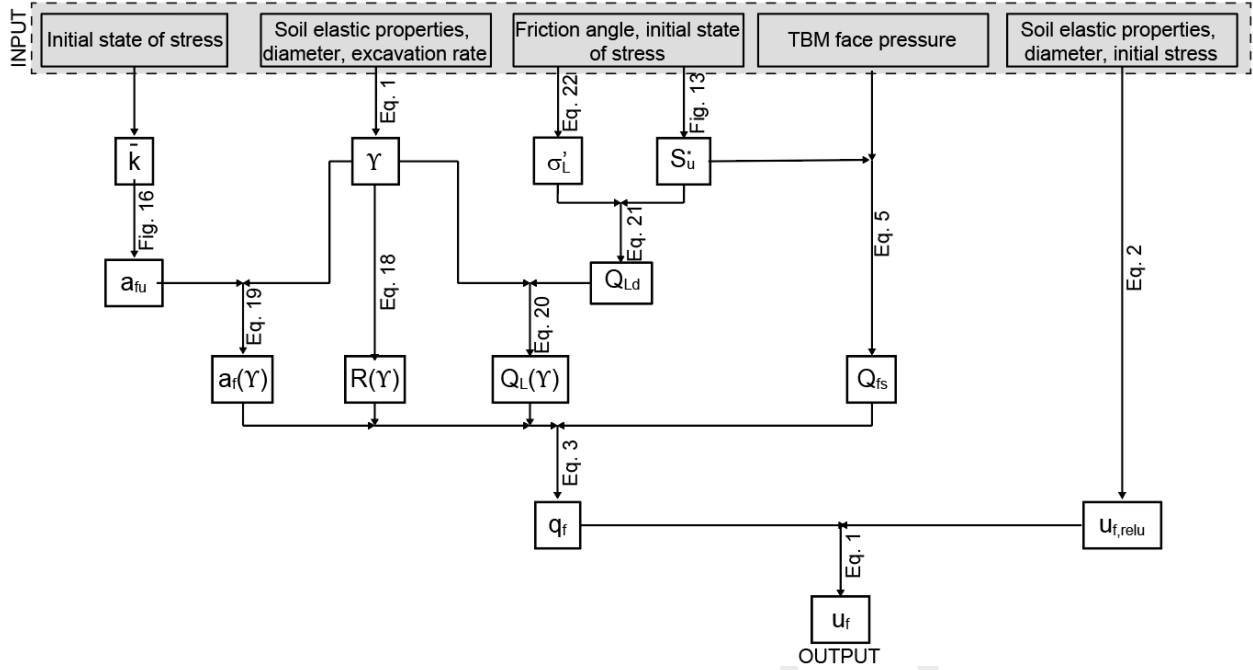 INPUT
Initial state of stress
Soil elastic properties,
diameter, excavation rate
Friction angle, initial state
of stress
TBM face pressure
Soil elastic properties,
diameter, initial stress
Eq. 1
Eq. 22
Fig. 13
k̄
ϒ
σ'L
Su*
Fig. 16
Eq. 21
Eq. 5
Eq. 2
afu
Eq. 18
QLd
Eq. 19
Eq. 20
af(ϒ)
R(ϒ)
QL(ϒ)
Qfs
Eq. 3
qf
uf,relu
Eq. 1
uf
OUTPUT